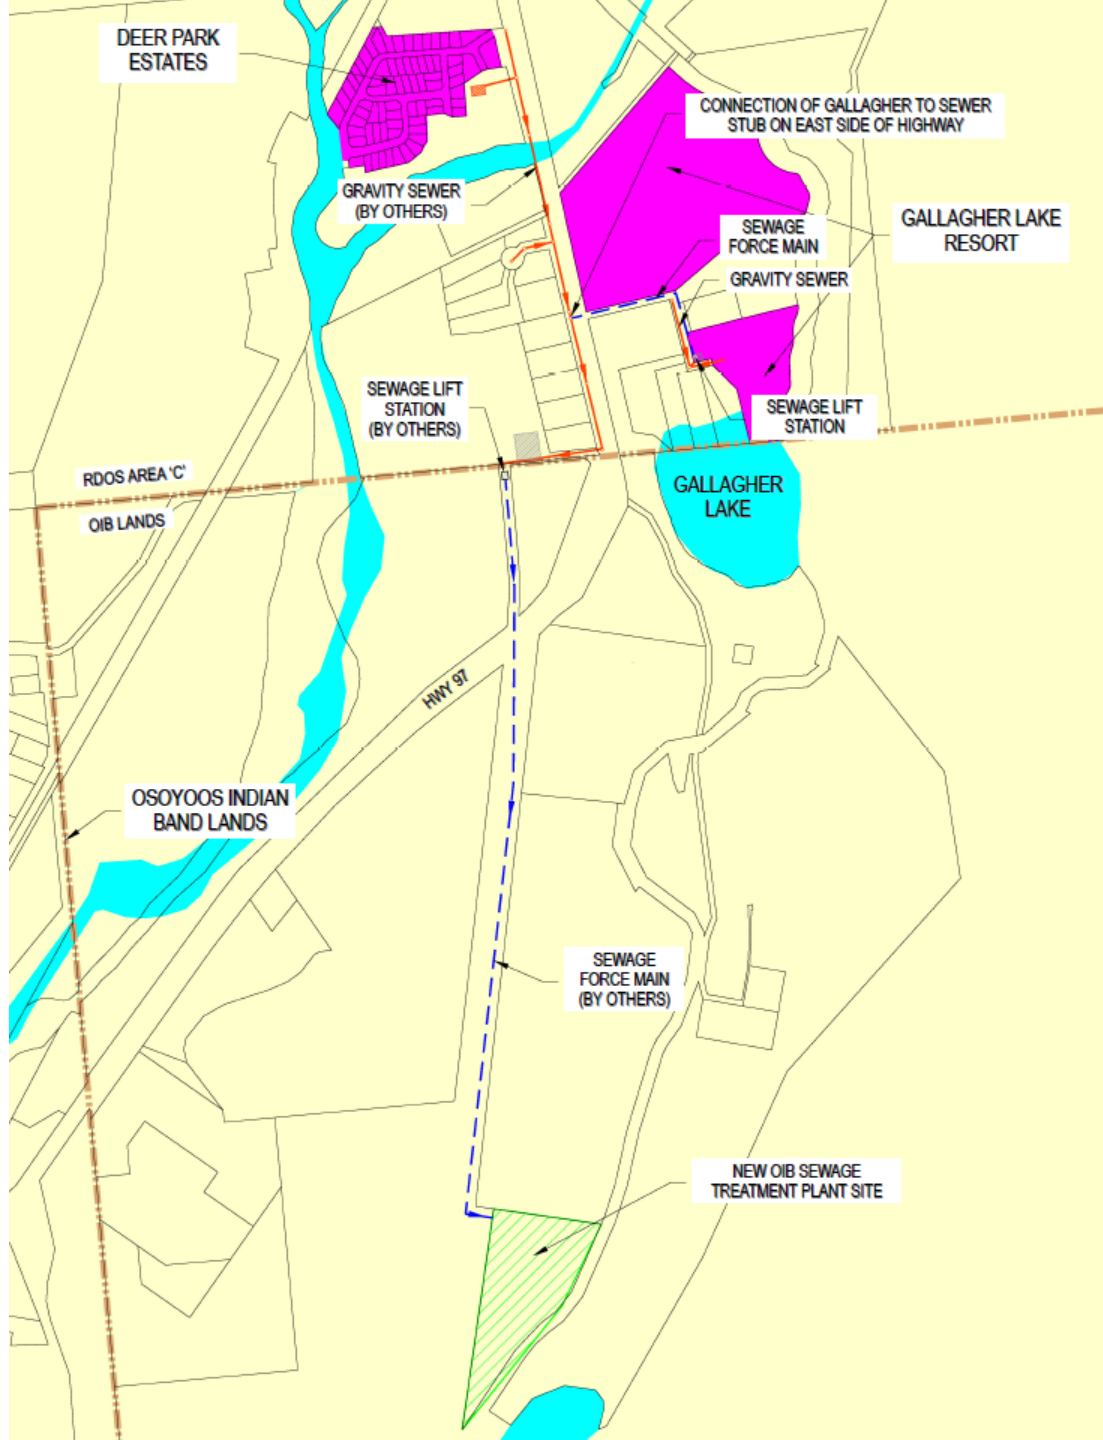 DEER PARK
ESTATES
CONNECTION OF GALLAGHER TO SEWER
STUB ON EAST SIDE OF HIGHWAY
GRAVITY SEWER
(BY OTHERS)
GALLAGHER LAKE
RESORT
SEWAGE
FORCE MAIN
GRAVITY SEWER
SEWAGE LIFT
STATION
(BY OTHERS)
SEWAGE LIFT
STATION
RDOS AREA 'C'
OIB LANDS
GALLAGHER
LAKE
HWY 97
OSOYOOS INDIAN
BAND LANDS
SEWAGE
FORCE MAIN
(BY OTHERS)
NEW OIB SEWAGE
TREATMENT PLANT SITE